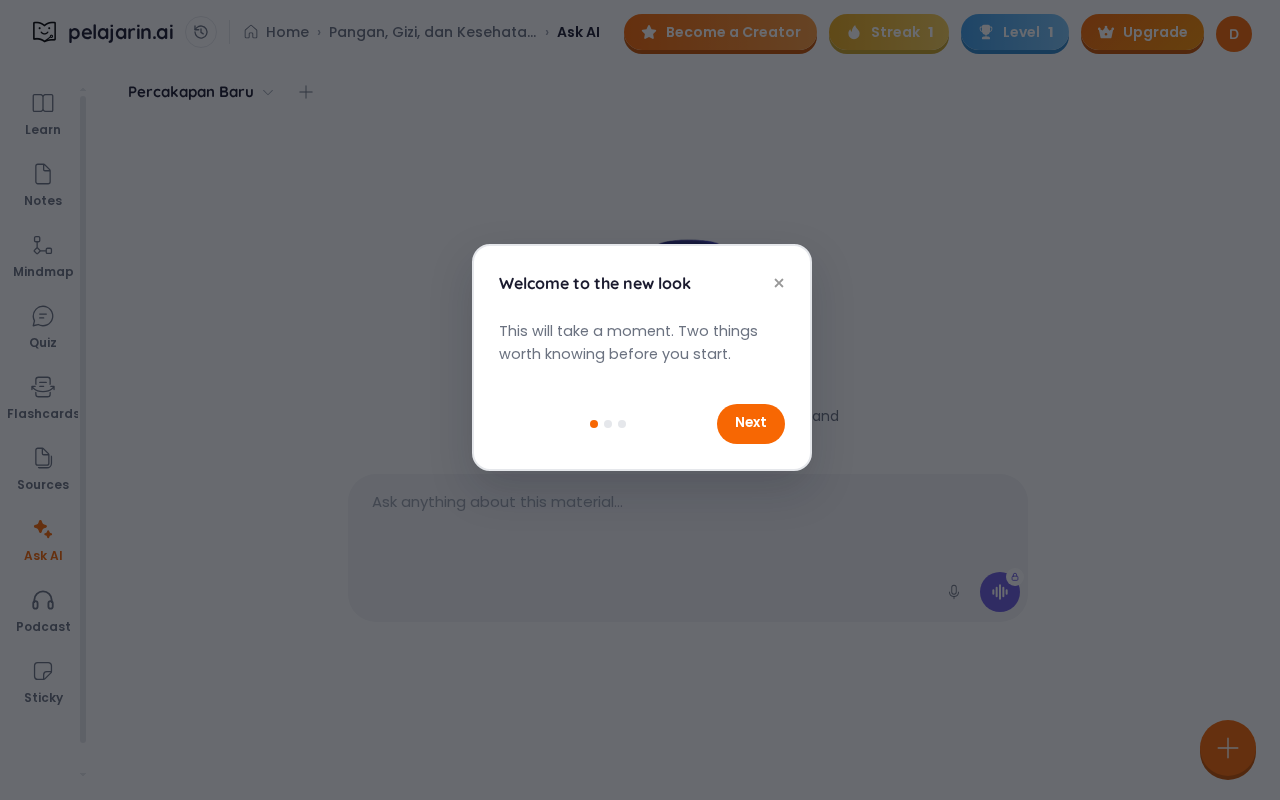 pelajarin.ai
Home › Pangan, Gizi, dan Kesehata... › Ask AI
Become a Creator
Streak 1
Level 1
Upgrade
D
Percakapan Baru
Learn
Notes
Mindmap
Quiz
Flashcards
Sources
Ask AI
Podcast
Sticky
Welcome to the new look
This will take a moment. Two things
worth knowing before you start.
Next
and
Ask anything about this material...